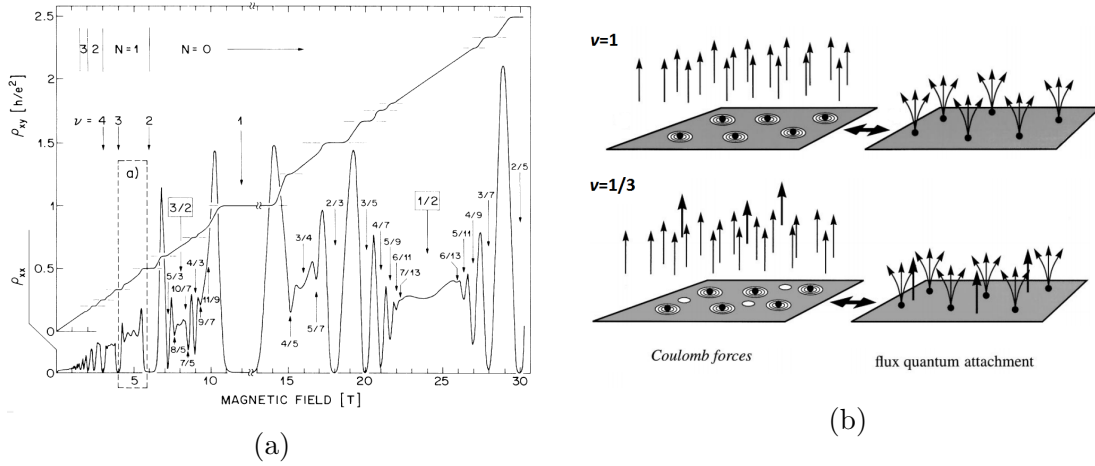 2.5
2
1.5
1
0.5
0
ρxy [h/e²]
ρxx
3 2 N=1 N=0
ν = 4 3 2 1
a)
3/2
5/3
10/7
4/3
11/9
9/7
8/5
7/5
3/4
4/5
5/7
2/3
3/5
4/7
5/9
6/11
7/13
1/2
6/13
5/11
4/9
3/7
2/5
0
0 5 10 15 20 25 30
MAGNETIC FIELD [T]
(a)
ν=1
ν=1/3
Coulomb forces
flux quantum attachment
(b)